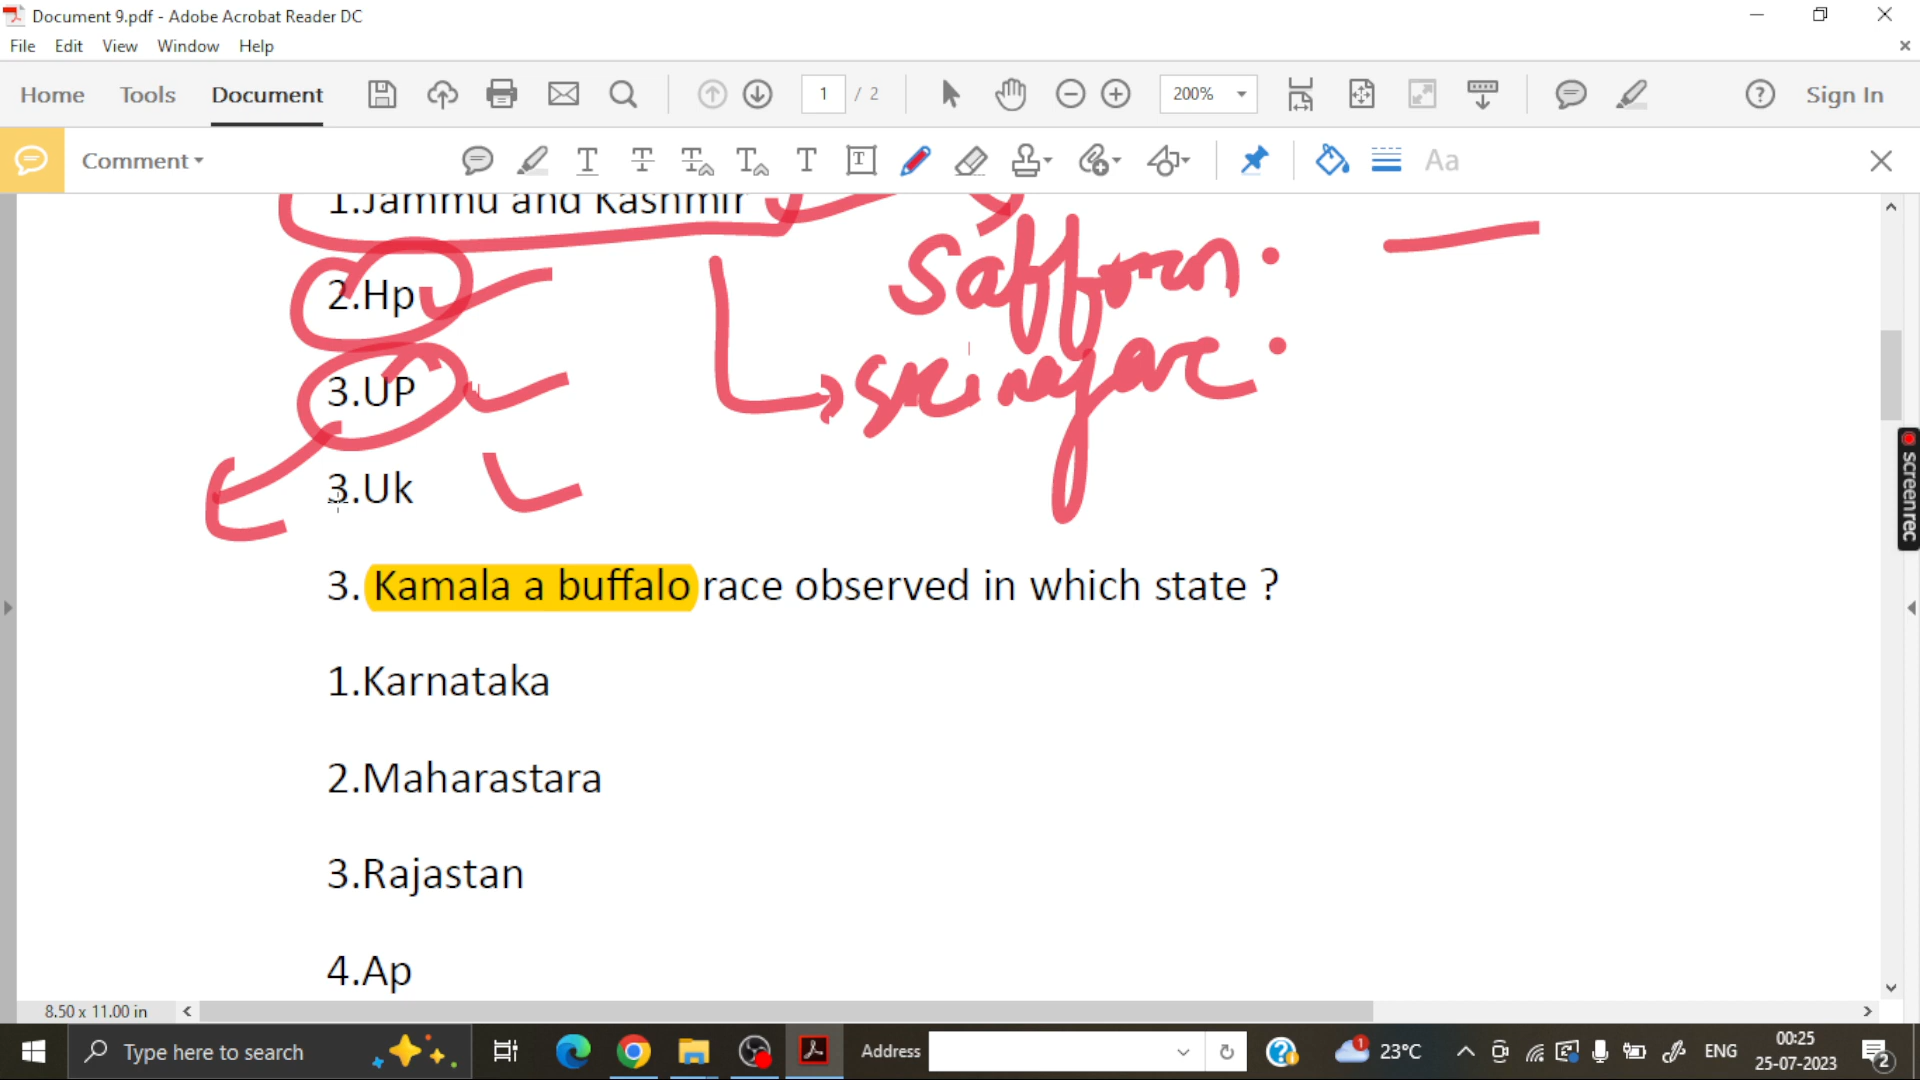 Document 9.pdf - Adobe Acrobat Reader DC
File Edit View Window Help
Home Tools Document 1 / 2 200% Sign In
Comment Aa
1.Jammu and Kashmir
Saffron.
2.Hp
3.UP
Srinagar.
3.Uk
3. Kamala a buffalo race observed in which state ?
1.Karnataka
2.Maharastara
3.Rajastan
4.Ap
screenrec
8.50 x 11.00 in
Type here to search Address 1 23°C ENG 00:25 25-07-2023 2